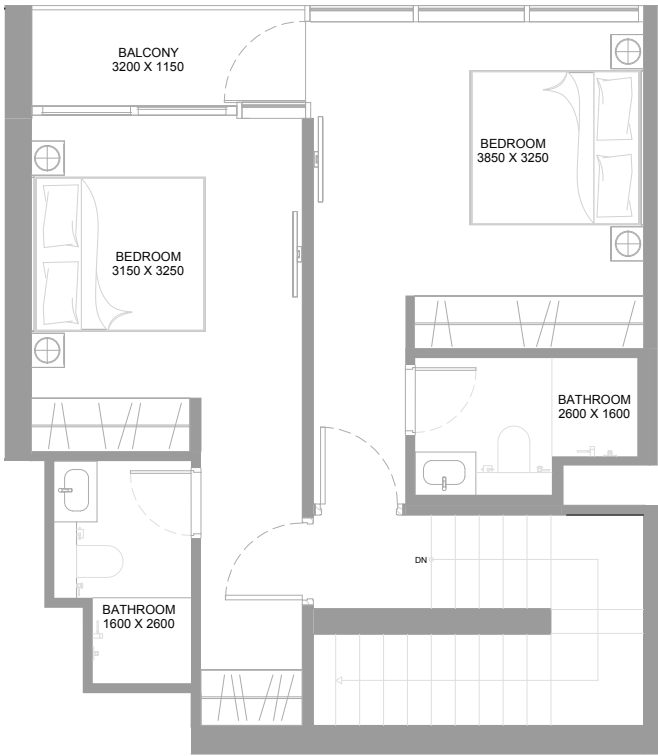 BALCONY
3200 X 1150
BEDROOM
3850 X 3250
BEDROOM
3150 X 3250
BATHROOM
2600 X 1600
DN
BATHROOM
1600 X 2600